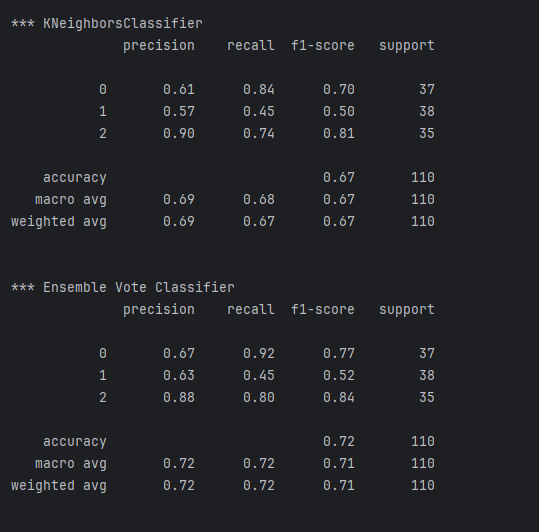 *** KNeighborsClassifier
              precision    recall  f1-score   support

           0       0.61      0.84      0.70        37
           1       0.57      0.45      0.50        38
           2       0.90      0.74      0.81        35

    accuracy                           0.67       110
   macro avg       0.69      0.68      0.67       110
weighted avg       0.69      0.67      0.67       110

*** Ensemble Vote Classifier
              precision    recall  f1-score   support

           0       0.67      0.92      0.77        37
           1       0.63      0.45      0.52        38
           2       0.88      0.80      0.84        35

    accuracy                           0.72       110
   macro avg       0.72      0.72      0.71       110
weighted avg       0.72      0.72      0.71       110